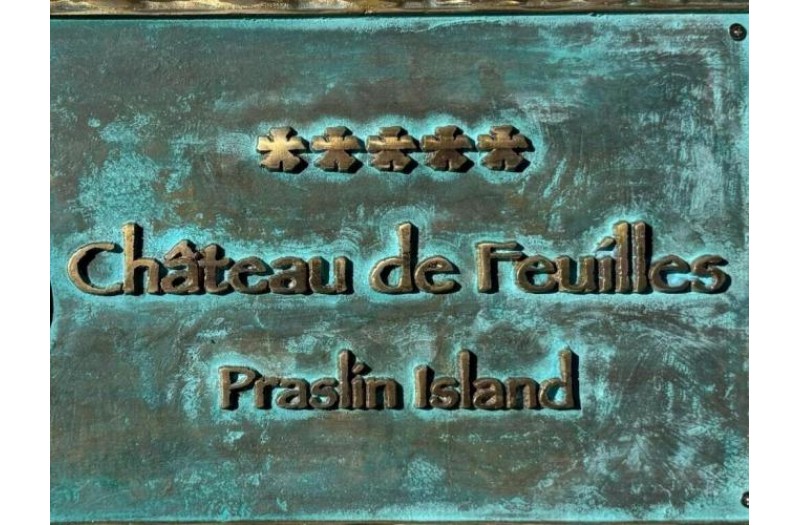 *****
Château de Feuilles
Praslin Island